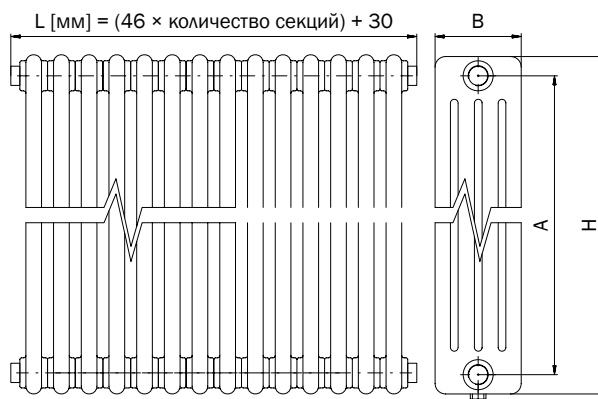 L [мм] = (46 × количество секций) + 30
B
A
H